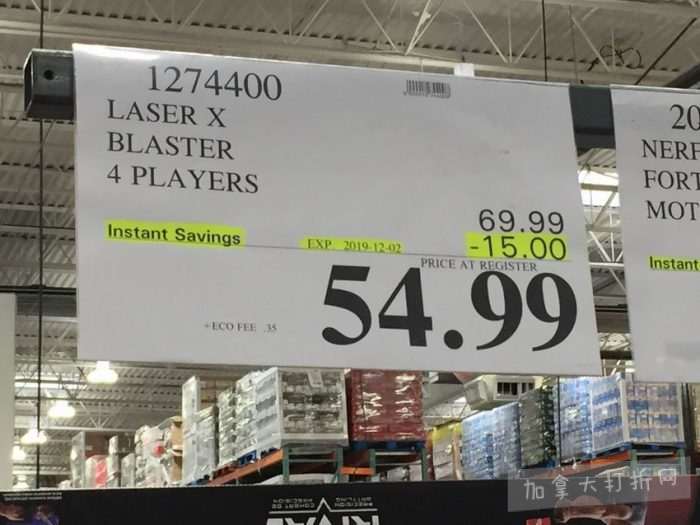 1274400
LASER X
BLASTER
4 PLAYERS
69.99
Instant Savings EXP. 2019-12-02 -15.00
PRICE AT REGISTER
54.99
+ECO FEE .35
20
NERF
FORT
MOT
Instant
加拿大打折网